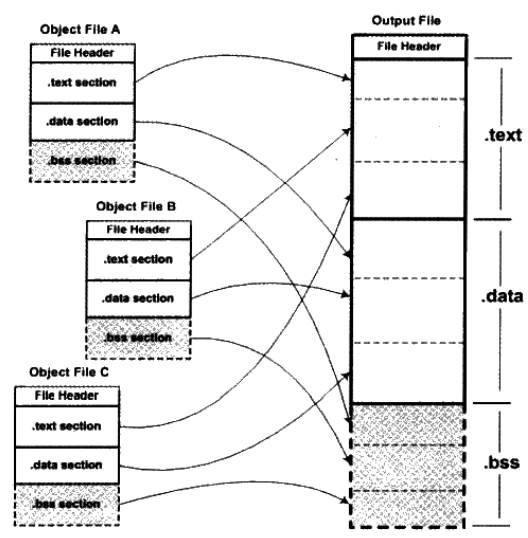 Object File A
File Header
.text section
.data section
.bss section
Object File B
File Header
.text section
.data section
.bss section
Object File C
File Header
.text section
.data section
.bss section
Output File
File Header
.text
.data
.bss